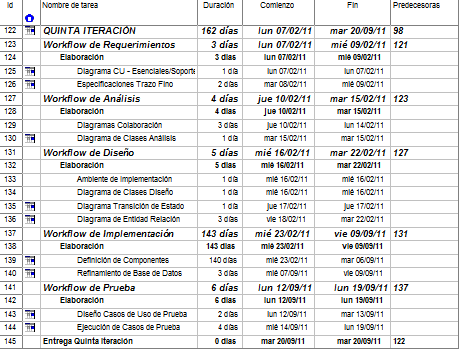 Id Nombre de tarea Duración Comienzo Fin Predecesoras
122 QUINTA ITERACIÓN 162 días lun 07/02/11 mar 20/09/11 98
123 Workflow de Requerimientos 3 días lun 07/02/11 mié 09/02/11 121
124 Elaboración 3 días lun 07/02/11 mié 09/02/11
125 Diagrama CU - Esenciales/Soporte 1 día lun 07/02/11 lun 07/02/11
126 Especificaciones Trazo Fino 2 días mar 08/02/11 mié 09/02/11
127 Workflow de Análisis 4 días jue 10/02/11 mar 15/02/11 123
128 Elaboración 4 días jue 10/02/11 mar 15/02/11
129 Diagramas Colaboración 3 días jue 10/02/11 lun 14/02/11
130 Diagrama de Clases Análisis 1 día mar 15/02/11 mar 15/02/11
131 Workflow de Diseño 5 días mié 16/02/11 mar 22/02/11 127
132 Elaboración 5 días mié 16/02/11 mar 22/02/11
133 Ambiente de Implementación 1 día mié 16/02/11 mié 16/02/11
134 Diagrama de Clases Diseño 1 día mié 16/02/11 mié 16/02/11
135 Diagrama Transición de Estado 1 día jue 17/02/11 jue 17/02/11
136 Diagrama de Entidad Relación 3 días vie 18/02/11 mar 22/02/11
137 Workflow de Implementación 143 días mié 23/02/11 vie 09/09/11 131
138 Elaboración 143 días mié 23/02/11 vie 09/09/11
139 Definición de Componentes 140 días mié 23/02/11 mar 06/09/11
140 Refinamiento de Base de Datos 3 días mié 07/09/11 vie 09/09/11
141 Workflow de Prueba 6 días lun 12/09/11 lun 19/09/11 137
142 Elaboración 6 días lun 12/09/11 lun 19/09/11
143 Diseño Casos de Uso de Prueba 2 días lun 12/09/11 mar 13/09/11
144 Ejecución de Casos de Prueba 4 días mié 14/09/11 lun 19/09/11
145 Entrega Quinta Iteración 0 días mar 20/09/11 mar 20/09/11 122